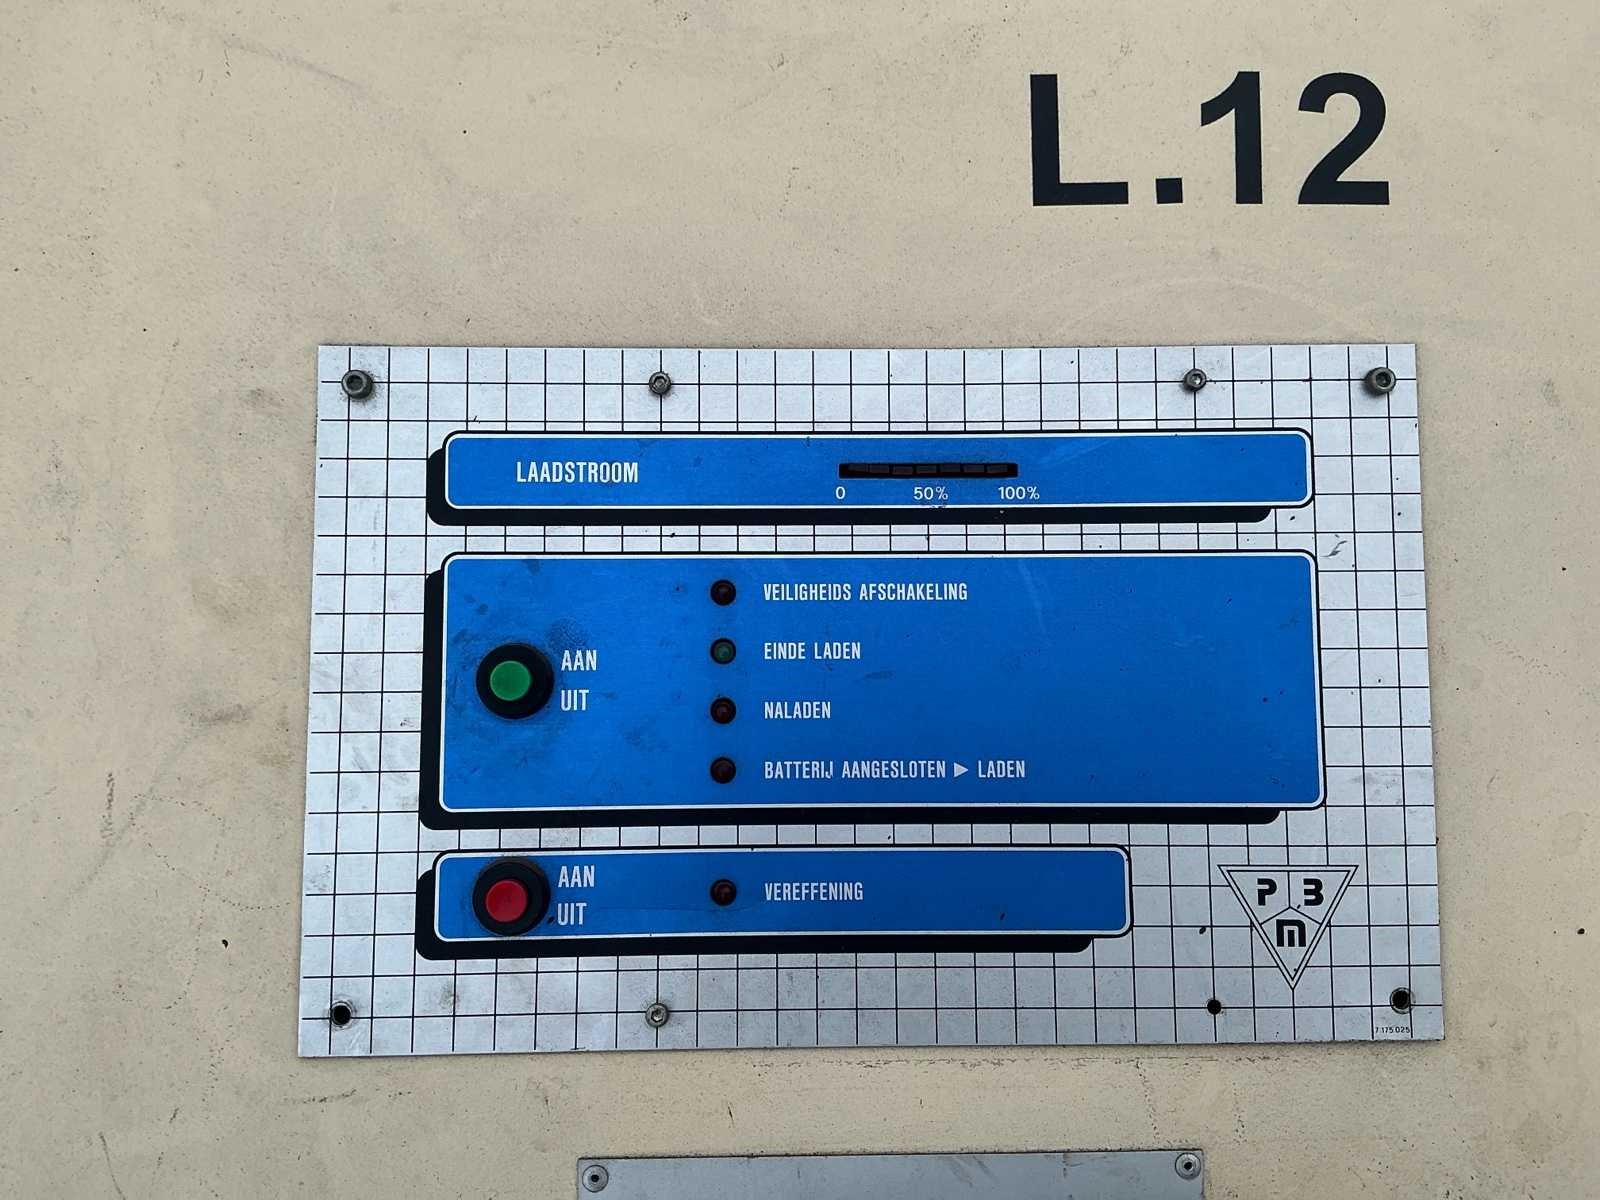 L.12
LAADSTROOM
0 50% 100%
VEILIGHEIDS AFSCHAKELING
EINDE LADEN
AAN
UIT
NALADEN
BATTERIJ AANGESLOTEN ▶ LADEN
AAN
UIT
VEREFFENING
P B
M
7 175 025